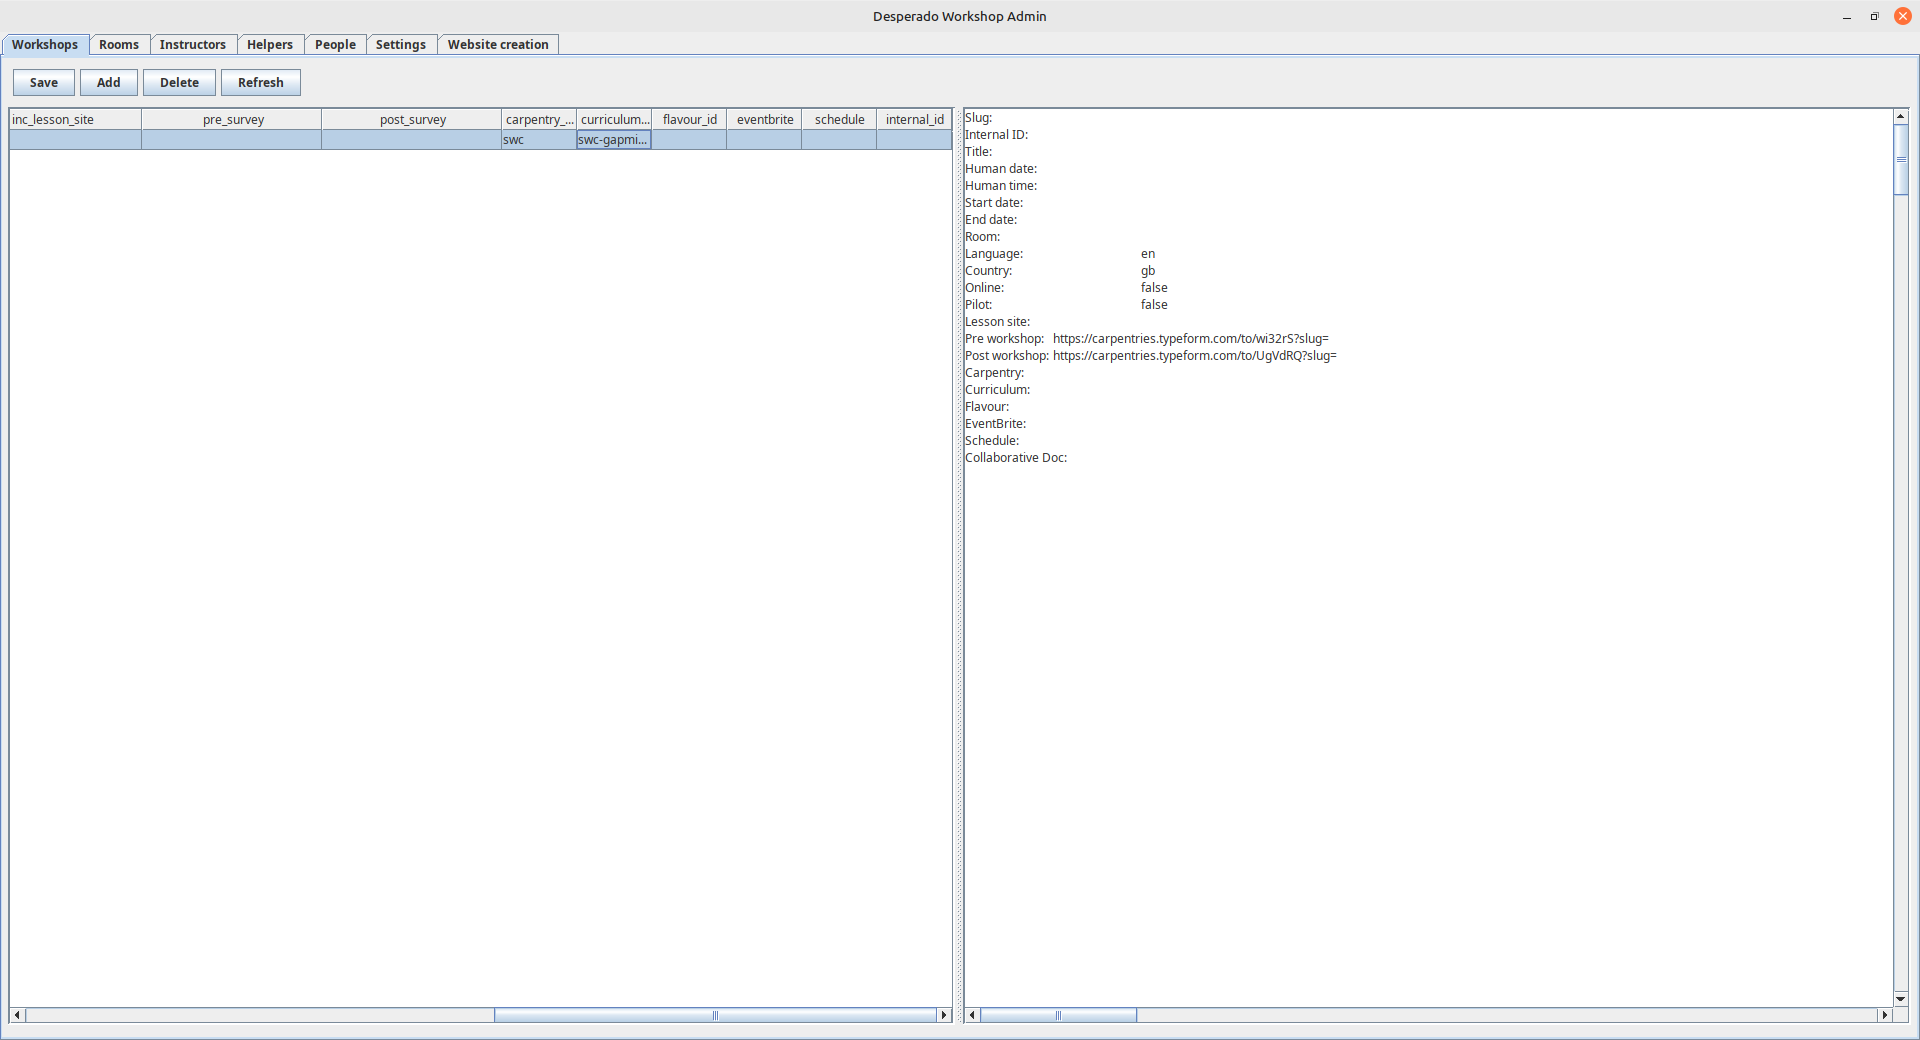 Desperado Workshop Admin
Workshops Rooms Instructors Helpers People Settings Website creation
Save Add Delete Refresh
inc_lesson_site pre_survey post_survey carpentry_... curriculum... flavour_id eventbrite schedule internal_id
swc swc-gapmi...
Slug:
Internal ID:
Title:
Human date:
Human time:
Start date:
End date:
Room:
Language: en
Country: gb
Online: false
Pilot: false
Lesson site:
Pre workshop: https://carpentries.typeform.com/to/wi32rS?slug=
Post workshop: https://carpentries.typeform.com/to/UgVdRQ?slug=
Carpentry:
Curriculum:
Flavour:
EventBrite:
Schedule:
Collaborative Doc: